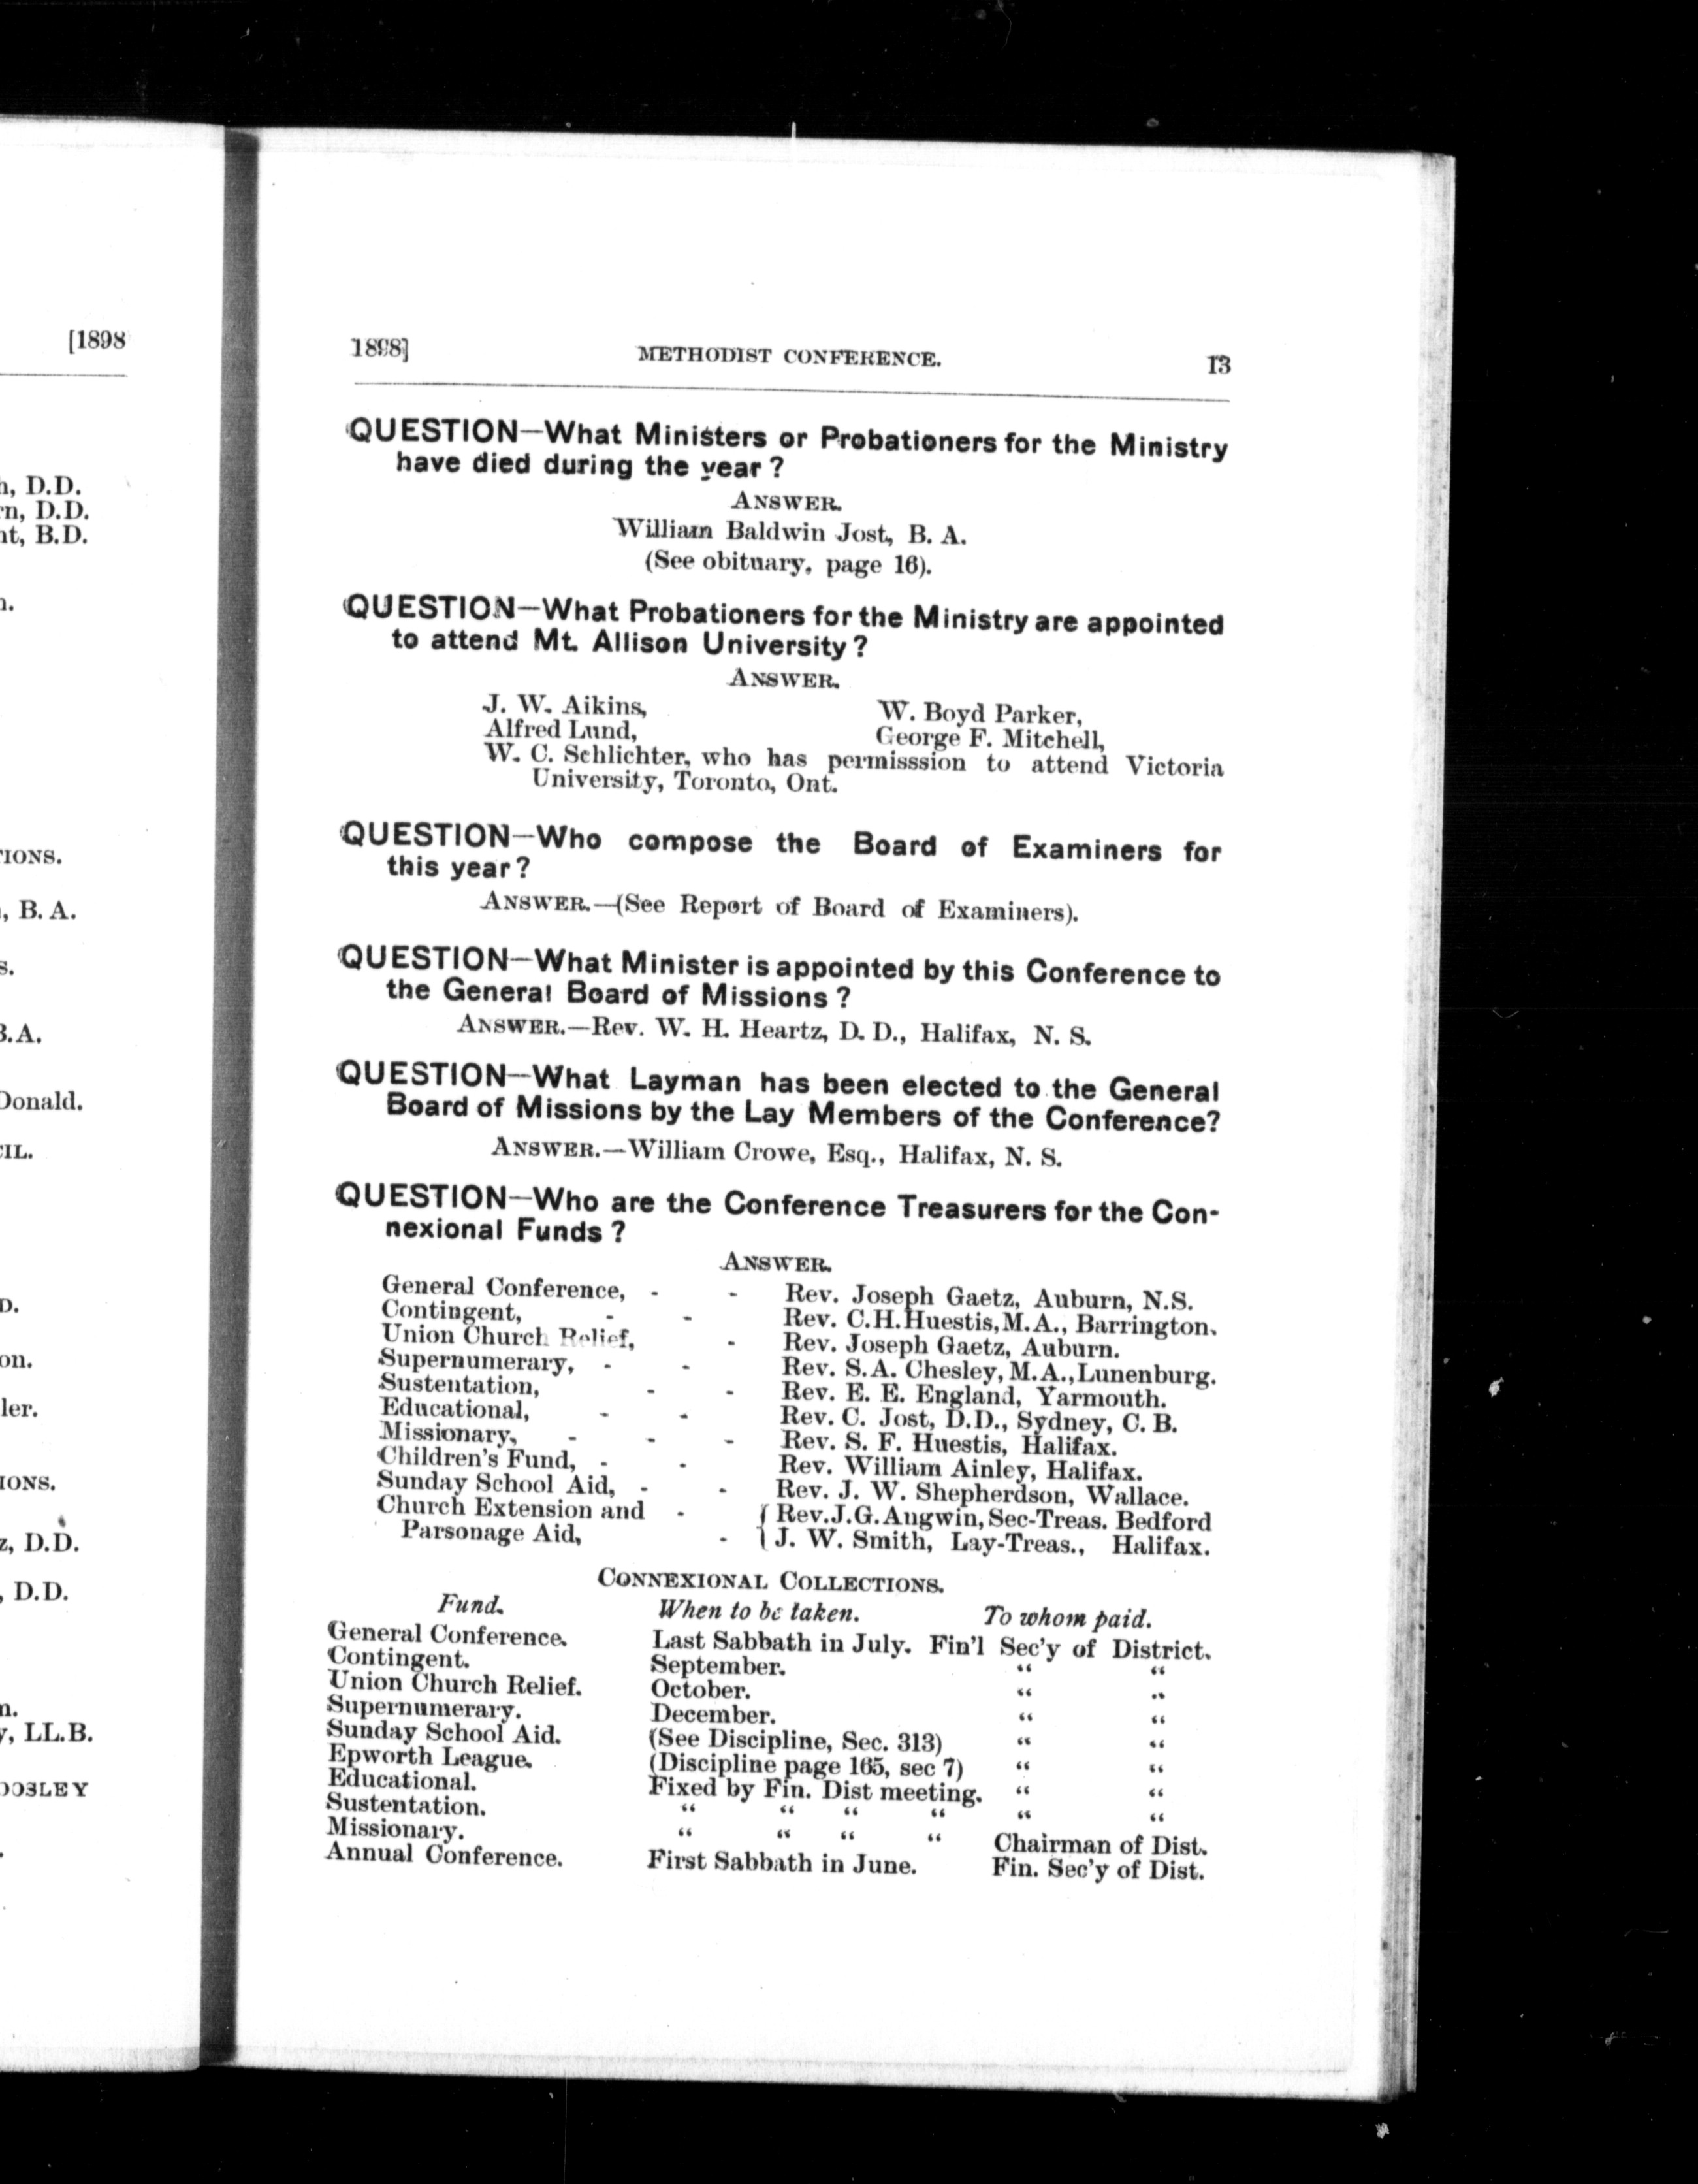 [1898
h, D.D.
rn, D.D.
nt, B.D.
n.
TIONS.
, B. A.
s.
B.A.
Donald.
CIL.
D.
on.
ler.
IONS.
z, D.D.
, D.D.
n.
y, LL.B.
OOSLEY
1898] METHODIST CONFERENCE. 13
QUESTION—What Ministers or Probationers for the Ministry
have died during the year?
ANSWER.
William Baldwin Jost, B. A.
(See obituary, page 16).
QUESTION—What Probationers for the Ministry are appointed
to attend Mt. Allison University?
ANSWER.
J. W. Aikins, W. Boyd Parker,
Alfred Lund, George F. Mitchell,
W. C. Schlichter, who has permisssion to attend Victoria
University, Toronto, Ont.
QUESTION—Who compose the Board of Examiners for
this year?
ANSWER.—(See Report of Board of Examiners).
QUESTION—What Minister is appointed by this Conference to
the General Board of Missions?
ANSWER.—Rev. W. H. Heartz, D. D., Halifax, N. S.
QUESTION—What Layman has been elected to the General
Board of Missions by the Lay Members of the Conference?
ANSWER.—William Crowe, Esq., Halifax, N. S.
QUESTION—Who are the Conference Treasurers for the Con-
nexional Funds?
ANSWER.
General Conference, - - Rev. Joseph Gaetz, Auburn, N.S.
Contingent, - - Rev. C.H.Huestis,M.A., Barrington.
Union Church Relief, - Rev. Joseph Gaetz, Auburn.
Supernumerary, - - Rev. S.A. Chesley, M.A.,Lunenburg.
Sustentation, - - Rev. E. E. England, Yarmouth.
Educational, - - Rev. C. Jost, D.D., Sydney, C. B.
Missionary, - - - Rev. S. F. Huestis, Halifax.
Children's Fund, - - Rev. William Ainley, Halifax.
Sunday School Aid, - - Rev. J. W. Shepherdson, Wallace.
Church Extension and - { Rev.J.G.Angwin, Sec-Treas. Bedford
Parsonage Aid, - { J. W. Smith, Lay-Treas., Halifax.
CONNEXIONAL COLLECTIONS.
Fund. When to be taken. To whom paid.
General Conference. Last Sabbath in July. Fin'l Sec'y of District.
Contingent. September. “ “
Union Church Relief. October. “ “
Supernumerary. December. “ “
Sunday School Aid. (See Discipline, Sec. 313) “ “
Epworth League. (Discipline page 165, sec 7) “ “
Educational. Fixed by Fin. Dist meeting. “ “
Sustentation. “ “ “ “ “ “
Missionary. “ “ “ “ Chairman of Dist.
Annual Conference. First Sabbath in June. Fin. Sec'y of Dist.